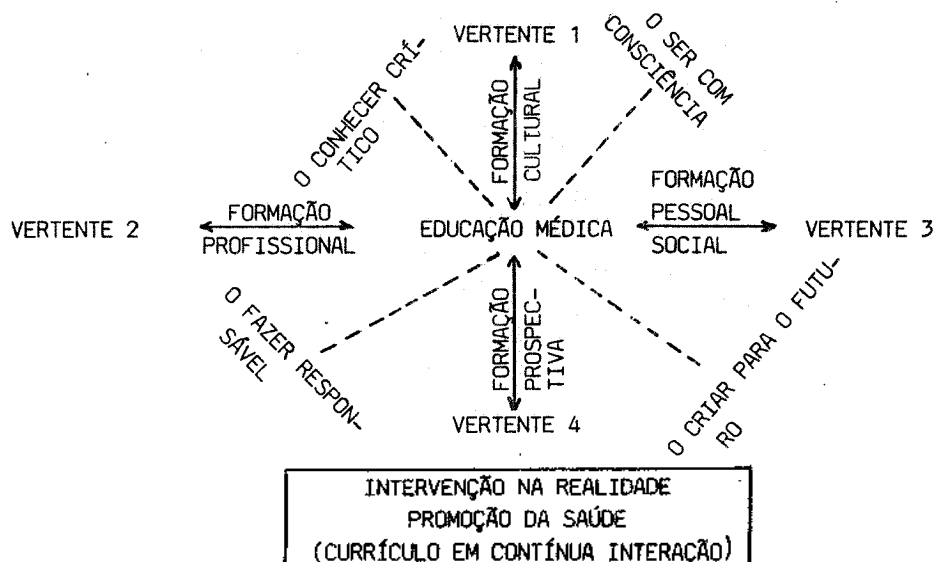 VERTENTE 1
O CONHECER CRÍ-
TICO
FORMAÇÃO
CULTURAL
O SER COM
CONSCIÊNCIA
VERTENTE 2
FORMAÇÃO
PROFISSIONAL
EDUCAÇÃO MÉDICA
FORMAÇÃO
PESSOAL
SOCIAL
VERTENTE 3
O FAZER RESPON-
SÁVEL
FORMAÇÃO
PROSPEC-
TIVA
O CRIAR PARA O FUTU-
RO
VERTENTE 4
INTERVENÇÃO NA REALIDADE
PROMOÇÃO DA SAÚDE
(CURRÍCULO EM CONTÍNUA INTERAÇÃO)